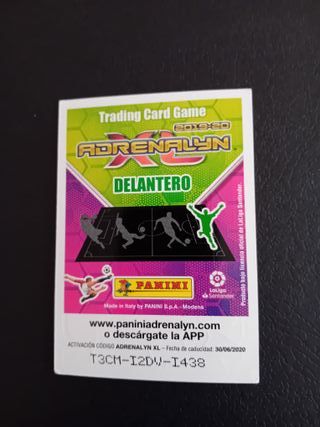 Trading Card Game
2019-20
ADRENALYN
XL
DELANTERO
PANINI
LaLiga
Santander
Made in Italy by PANINI S.p.A. - Modena
Producto bajo licencia oficial de LaLiga Santander.
www.paniniadrenalyn.com
o descárgate la APP
ACTIVACIÓN CÓDIGO ADRENALYN XL - Fecha de caducidad: 30/06/2020
T3CM-I2DV-I438